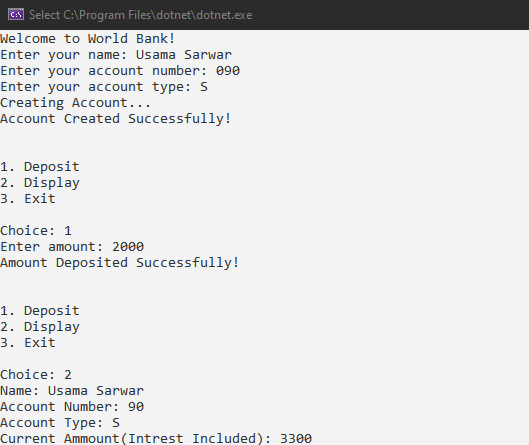 Select C:\Program Files\dotnet\dotnet.exe
Welcome to World Bank!
Enter your name: Usama Sarwar
Enter your account number: 090
Enter your account type: S
Creating Account...
Account Created Successfully!
1. Deposit
2. Display
3. Exit
Choice: 1
Enter amount: 2000
Amount Deposited Successfully!
1. Deposit
2. Display
3. Exit
Choice: 2
Name: Usama Sarwar
Account Number: 90
Account Type: S
Current Ammount(Intrest Included): 3300